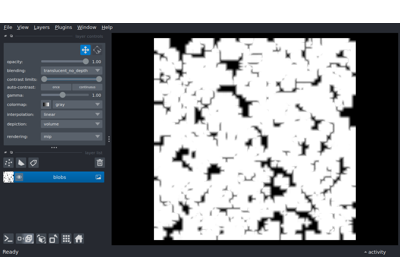 File View Layers Plugins Window Help
opacity: 1.00
blending: translucent_no_depth
contrast limits:
auto-contrast: once continuous
gamma: 1.00
colormap: gray
interpolation: linear
depiction: volume
rendering: mip
blobs
Ready
activity